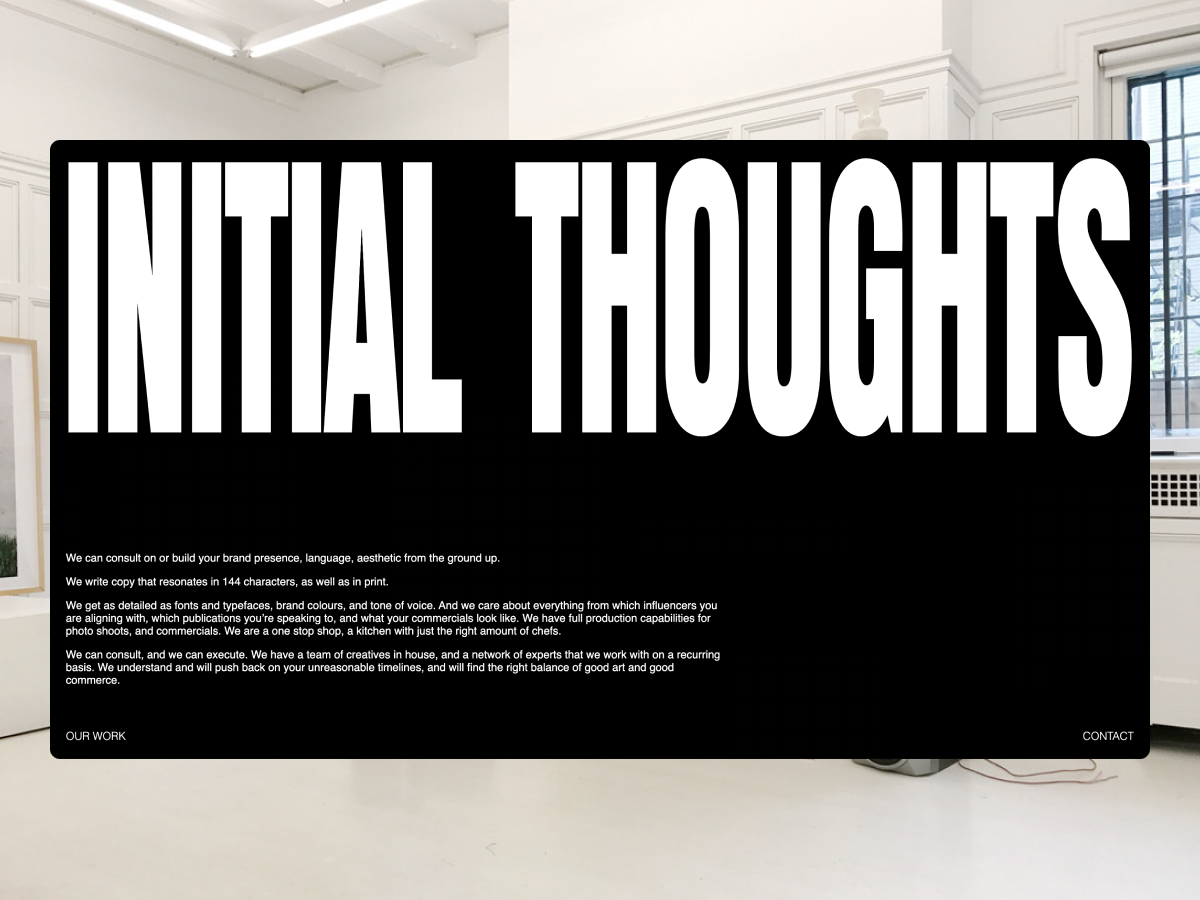 INITIAL THOUGHTS
We can consult on or build your brand presence, language, aesthetic from the ground up.
We write copy that resonates in 144 characters, as well as in print.
We get as detailed as fonts and typefaces, brand colours, and tone of voice. And we care about everything from which influencers you
are aligning with, which publications you're speaking to, and what your commercials look like. We have full production capabilities for
photo shoots, and commercials. We are a one stop shop, a kitchen with just the right amount of chefs.
We can consult, and we can execute. We have a team of creatives in house, and a network of experts that we work with on a recurring
basis. We understand and will push back on your unreasonable timelines, and will find the right balance of good art and good
commerce.
OUR WORK
CONTACT